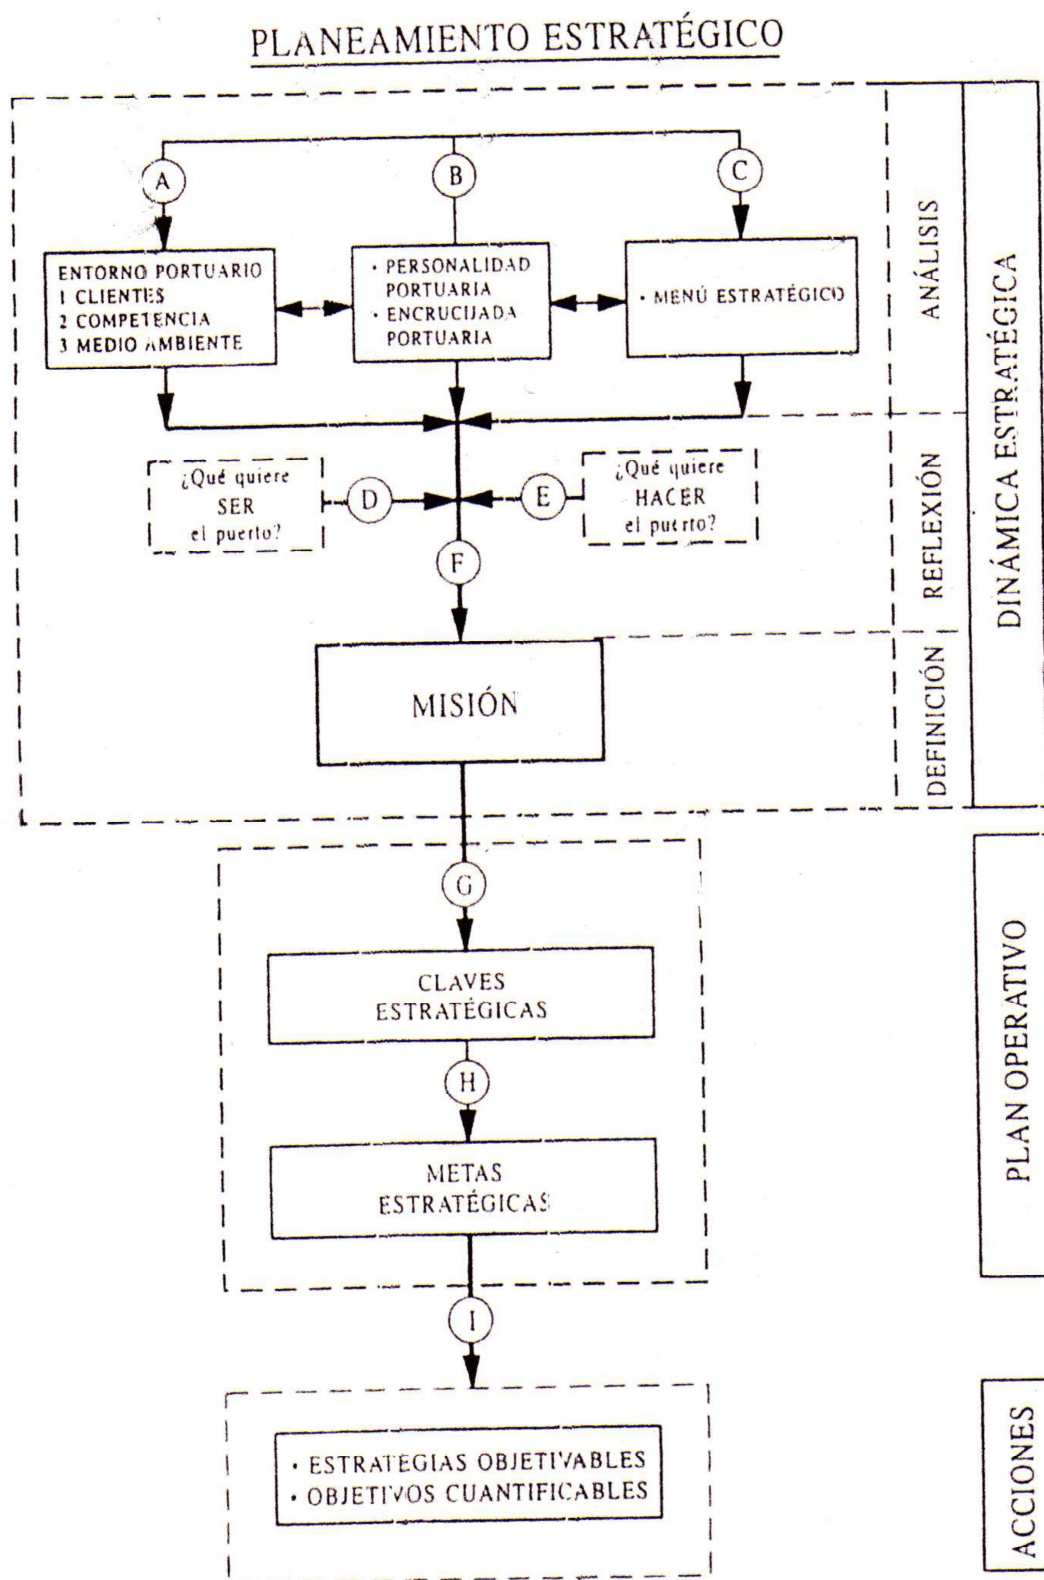 PLANEAMIENTO ESTRATÉGICO
A
B
C
ENTORNO PORTUARIO
1 CLIENTES
2 COMPETENCIA
3 MEDIO AMBIENTE
• PERSONALIDAD
PORTUARIA
• ENCRUCIJADA
PORTUARIA
• MENÚ ESTRATÉGICO
ANÁLISIS
¿Qué quiere
SER
el puerto?
D
E
¿Qué quiere
HACER
el puerto?
F
REFLEXIÓN
DINÁMICA ESTRATÉGICA
MISIÓN
DEFINICIÓN
G
CLAVES
ESTRATÉGICAS
H
METAS
ESTRATÉGICAS
PLAN OPERATIVO
I
• ESTRATEGIAS OBJETIVABLES
• OBJETIVOS CUANTIFICABLES
ACCIONES